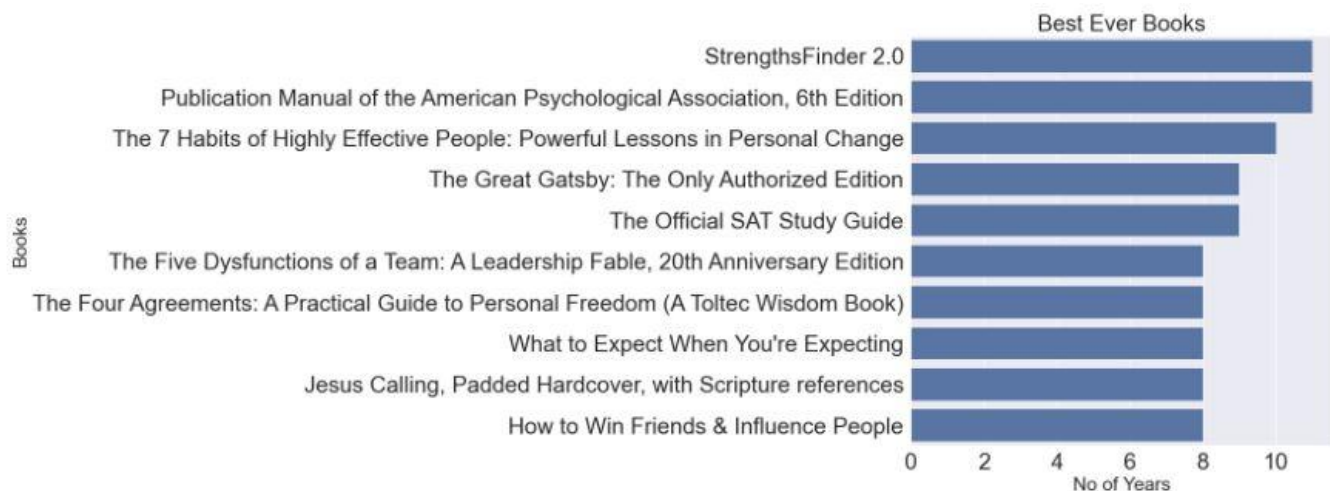 Best Ever Books
StrengthsFinder 2.0
Publication Manual of the American Psychological Association, 6th Edition
The 7 Habits of Highly Effective People: Powerful Lessons in Personal Change
The Great Gatsby: The Only Authorized Edition
The Official SAT Study Guide
Books
The Five Dysfunctions of a Team: A Leadership Fable, 20th Anniversary Edition
The Four Agreements: A Practical Guide to Personal Freedom (A Toltec Wisdom Book)
What to Expect When You're Expecting
Jesus Calling, Padded Hardcover, with Scripture references
How to Win Friends & Influence People
0 2 4 6 8 10
No of Years